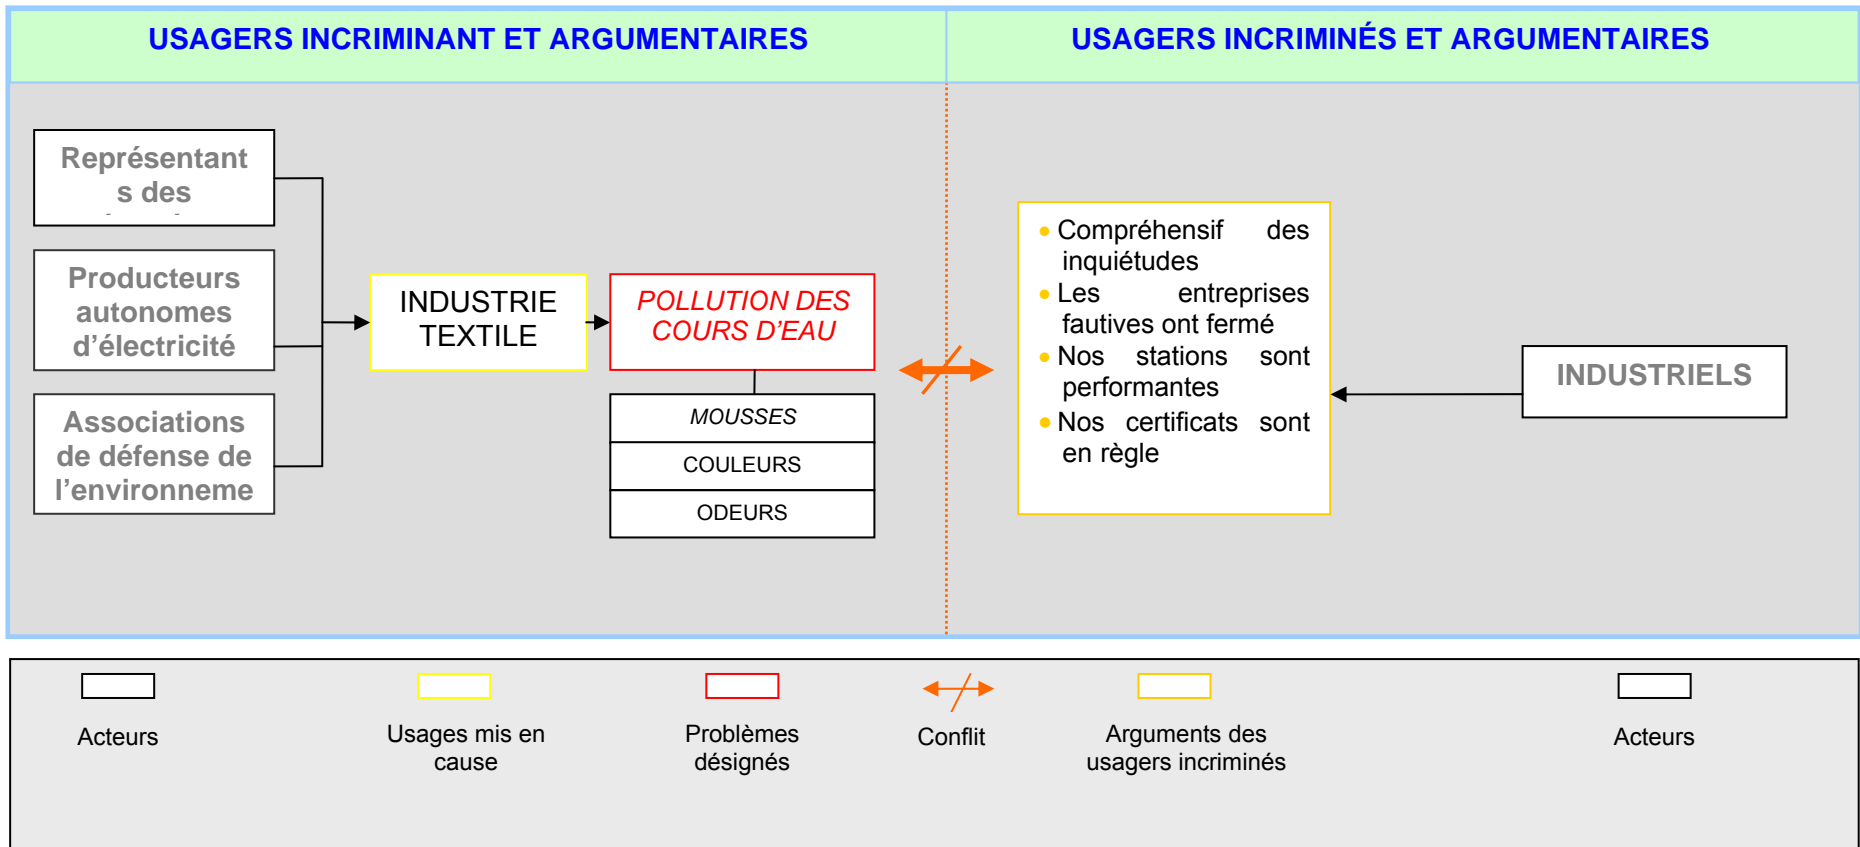 USAGERS INCRIMINANT ET ARGUMENTAIRES
USAGERS INCRIMINÉS ET ARGUMENTAIRES
Représentant
s des
Producteurs
autonomes
d'électricité
Associations
de défense de
l'environneme
INDUSTRIE
TEXTILE
POLLUTION DES
COURS D'EAU
MOUSSES
COULEURS
ODEURS
• Compréhensif des
inquiétudes
• Les entreprises
fautives ont fermé
• Nos stations sont
performantes
• Nos certificats sont
en règle
INDUSTRIELS
Acteurs
Usages mis en
cause
Problèmes
désignés
Conflit
Arguments des
usagers incriminés
Acteurs